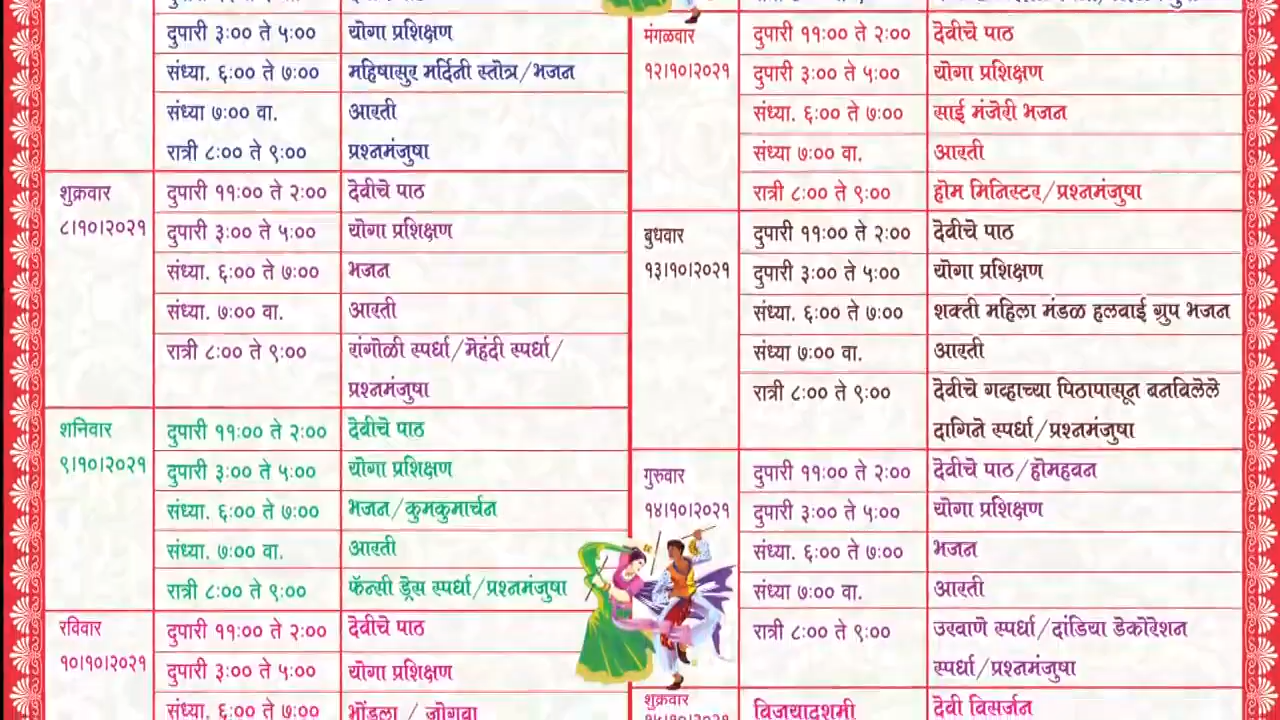 दुपारी ३:०० ते ५:०० योगा प्रशिक्षण
संध्या. ६:०० ते ७:०० महिषासुर मर्दिनी स्तोत्र/भजन
संध्या ७:०० वा. आरती
रात्री ८:०० ते ९:०० प्रश्नमंजुषा
शुक्रवार दुपारी ११:०० ते २:०० देवीचे पाठ
८।१०।२०२१ दुपारी ३:०० ते ५:०० योगा प्रशिक्षण
संध्या. ६:०० ते ७:०० भजन
संध्या. ७:०० वा. आरती
रात्री ८:०० ते ९:०० रांगोळी स्पर्धा/मेहंदी स्पर्धा/
प्रश्नमंजुषा
शनिवार दुपारी ११:०० ते २:०० देवीचे पाठ
९।१०।२०२१ दुपारी ३:०० ते ५:०० योगा प्रशिक्षण
संध्या. ६:०० ते ७:०० भजन/कुमकुमार्चन
संध्या. ७:०० वा. आरती
रात्री ८:०० ते ९:०० फॅन्सी ड्रेस स्पर्धा/प्रश्नमंजुषा
रविवार दुपारी ११:०० ते २:०० देवीचे पाठ
१०।१०।२०२१ दुपारी ३:०० ते ५:०० योगा प्रशिक्षण
संध्या. ६:०० ते ७:०० भोंडला / जोगवा
मंगळवार दुपारी ११:०० ते २:०० देवीचे पाठ
१२।१०।२०२१ दुपारी ३:०० ते ५:०० योगा प्रशिक्षण
संध्या. ६:०० ते ७:०० साई मंजेरी भजन
संध्या ७:०० वा. आरती
रात्री ८:०० ते ९:०० होम मिनिस्टर/प्रश्नमंजुषा
बुधवार दुपारी ११:०० ते २:०० देवीचे पाठ
१३।१०।२०२१ दुपारी ३:०० ते ५:०० योगा प्रशिक्षण
संध्या. ६:०० ते ७:०० शक्ती महिला मंडळ हलवाई ग्रुप भजन
संध्या ७:०० वा. आरती
रात्री ८:०० ते ९:०० देवीचे गव्हाच्या पिठापासून बनविलेले
दागिने स्पर्धा/प्रश्नमंजुषा
गुरुवार दुपारी ११:०० ते २:०० देवीचे पाठ/होमहवन
१४।१०।२०२१ दुपारी ३:०० ते ५:०० योगा प्रशिक्षण
संध्या. ६:०० ते ७:०० भजन
संध्या ७:०० वा. आरती
रात्री ८:०० ते ९:०० उखाणे स्पर्धा/दांडिया डेकोरेशन
स्पर्धा/प्रश्नमंजुषा
शुक्रवार विजयादशमी देवी विसर्जन
१५।१०।२०२१